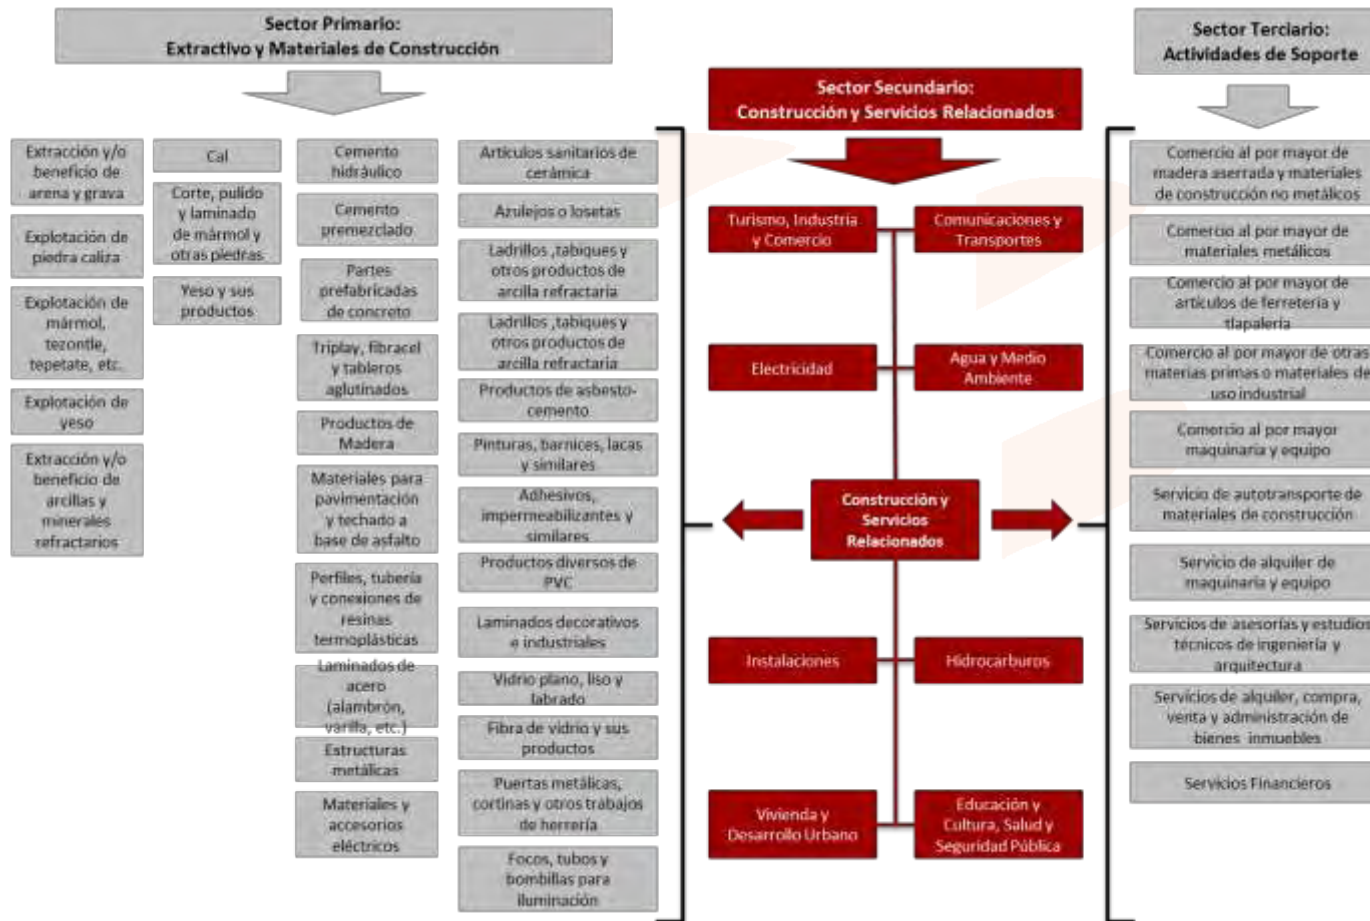 Sector Primario:
Extractivo y Materiales de Construcción
Extracción y/o
beneficio de
arena y grava
Explotación de
piedra caliza
Explotación de
mármol,
tezontle,
tepetate, etc.
Explotación de
yeso
Extracción y/o
beneficio de
arcillas y
minerales
refractarios
Cal
Corte, pulido
y laminado
de mármol y
otras piedras
Yeso y sus
productos
Cemento
hidráulico
Cemento
premezclado
Partes
prefabricadas
de concreto
Triplay, fibracel
y tableros
aglutinados
Productos de
Madera
Materiales para
pavimentación
y techado a
base de asfalto
Perfiles, tubería
y conexiones de
resinas
termoplásticas
Laminados de
acero
(alambrón,
varilla, etc.)
Estructuras
metálicas
Materiales y
accesorios
eléctricos
Artículos sanitarios de
cerámica
Azulejos o losetas
Ladrillos ,tabiques y
otros productos de
arcilla refractaria
Ladrillos ,tabiques y
otros productos de
arcilla refractaria
Productos de asbesto-
cemento
Pinturas, barnices, lacas
y similares
Adhesivos,
impermeabilizantes y
similares
Productos diversos de
PVC
Laminados decorativos
e industriales
Vidrio plano, liso y
labrado
Fibra de vidrio y sus
productos
Puertas metálicas,
cortinas y otros trabajos
de herrería
Focos, tubos y
bombillas para
iluminación
Sector Secundario:
Construcción y Servicios Relacionados
Turismo, Industria
y Comercio
Comunicaciones y
Transportes
Electricidad
Agua y Medio
Ambiente
Construcción y
Servicios
Relacionados
Instalaciones
Hidrocarburos
Vivienda y
Desarrollo Urbano
Educación y
Cultura, Salud y
Seguridad Pública
Sector Terciario:
Actividades de Soporte
Comercio al por mayor de
madera aserrada y materiales
de construcción no metálicos
Comercio al por mayor de
materiales metálicos
Comercio al por mayor de
artículos de ferretería y
tlapalería
Comercio al por mayor de otras
materias primas o materiales de
uso industrial
Comercio al por mayor
maquinaria y equipo
Servicio de autotransporte de
materiales de construcción
Servicio de alquiler de
maquinaria y equipo
Servicios de asesorías y estudios
técnicos de ingeniería y
arquitectura
Servicios de alquiler, compra,
venta y administración de
bienes inmuebles
Servicios Financieros